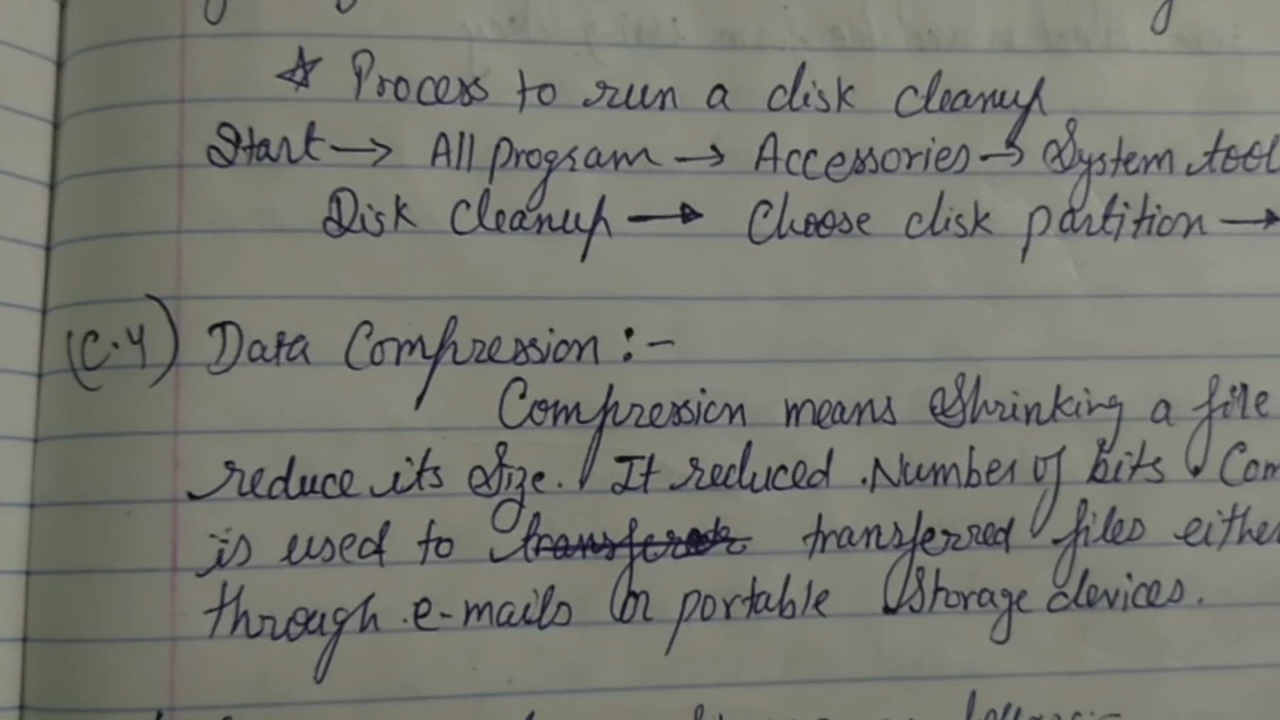 ☆ Process to run a disk cleanup
Start → All program → Accessories → System tool
Disk Cleanup → Choose disk partition →
(C.4) Data Compression :-
Compression means Shrinking a file
reduce its Size. It reduced Number of bits Com
is used to transferred files either
through e-mails or portable Storage devices.